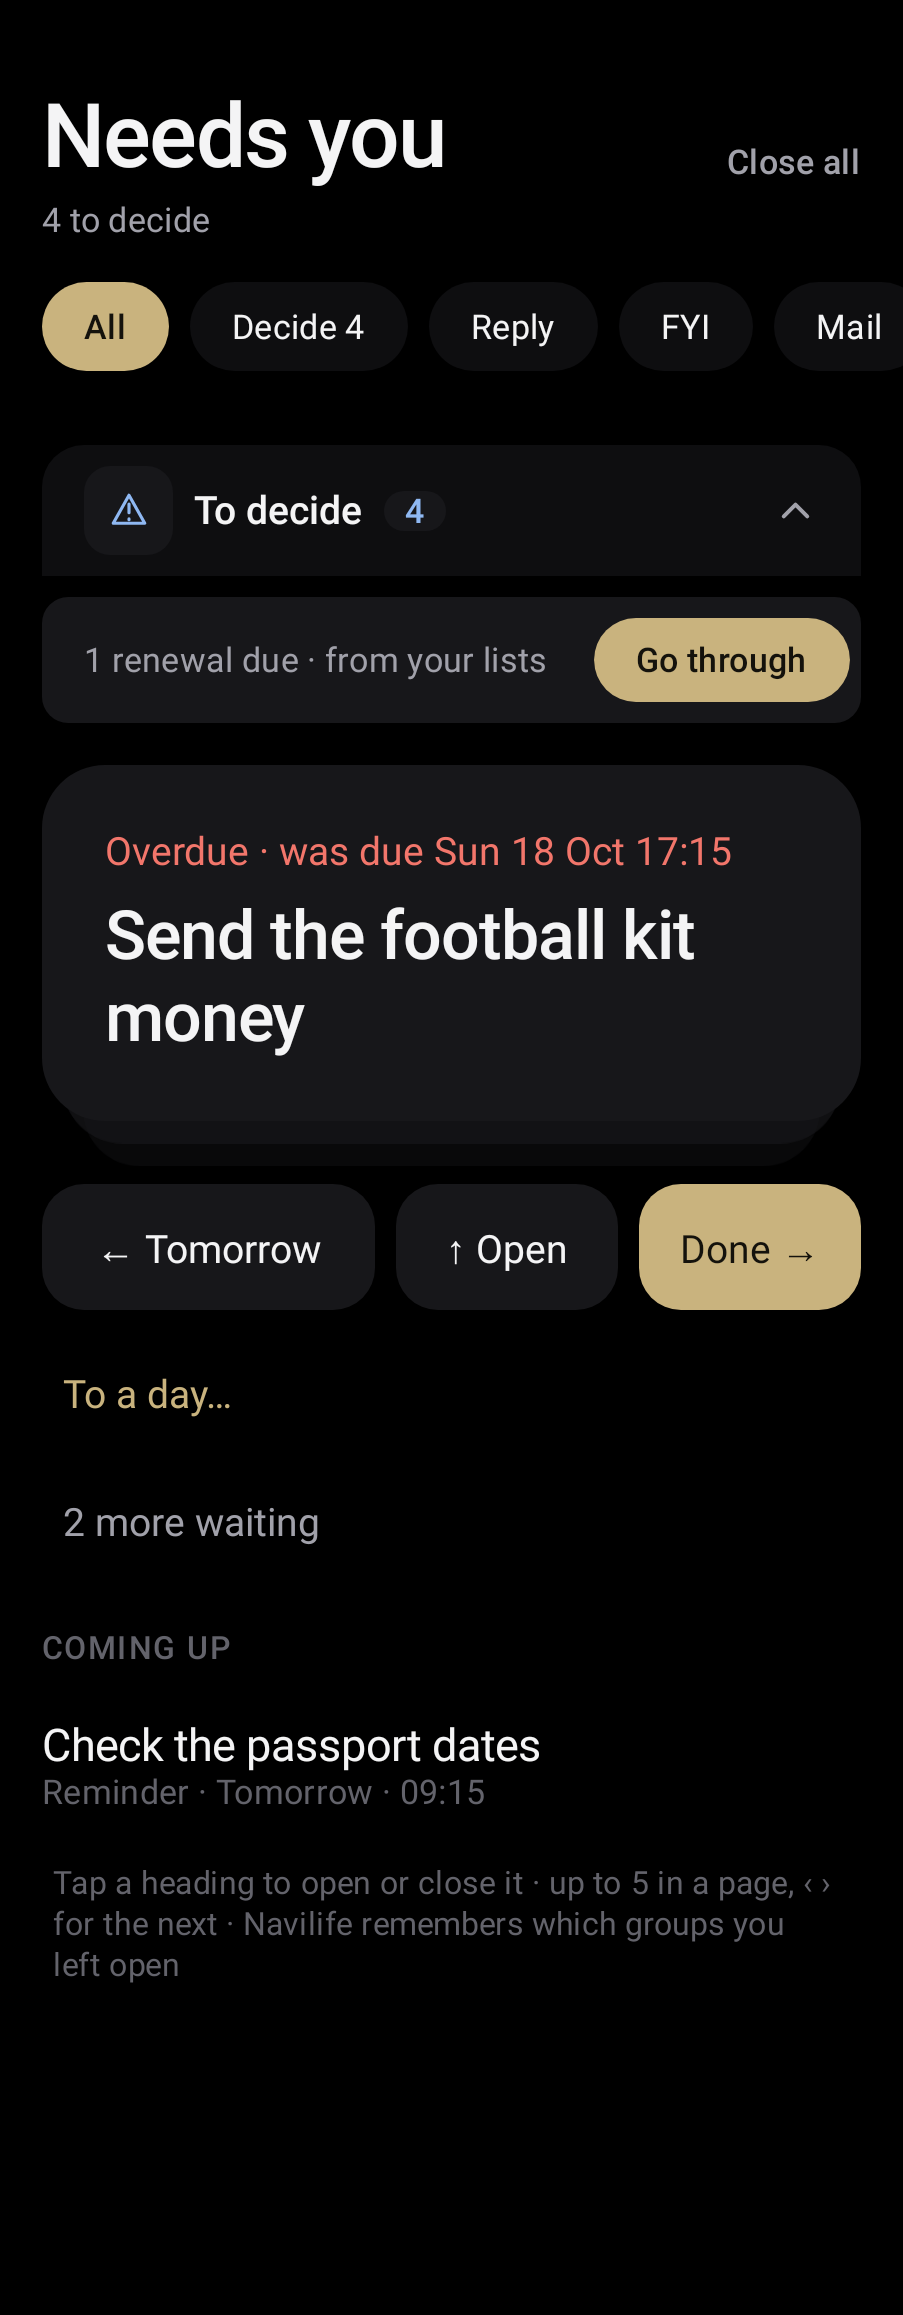 Needs you
Close all
4 to decide
All
Decide 4
Reply
FYI
Mail
To decide
4
1 renewal due · from your lists
Go through
Overdue · was due Sun 18 Oct 17:15
Send the football kit
money
← Tomorrow
↑ Open
Done →
To a day…
2 more waiting
COMING UP
Check the passport dates
Reminder · Tomorrow · 09:15
Tap a heading to open or close it · up to 5 in a page, ‹ ›
for the next · Navilife remembers which groups you
left open